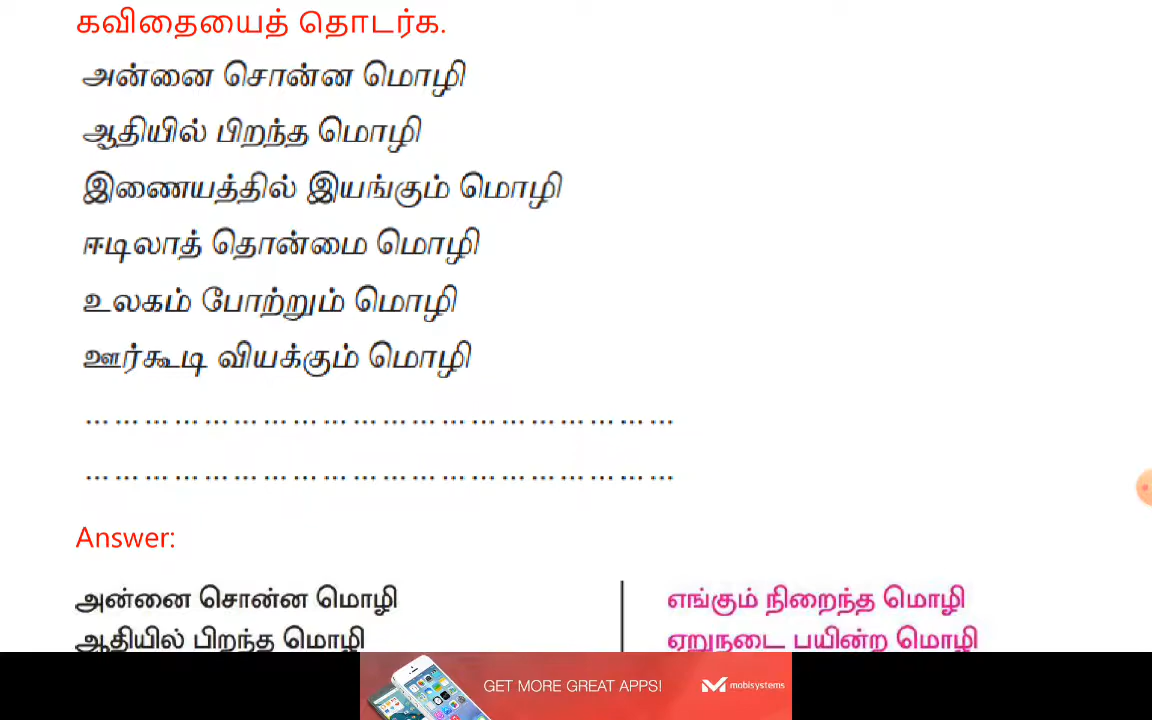 கவிதையைத் தொடர்க.
அன்னை சொன்ன மொழி
ஆதியில் பிறந்த மொழி
இணையத்தில் இயங்கும் மொழி
ஈடிலாத் தொன்மை மொழி
உலகம் போற்றும் மொழி
ஊர்கூடி வியக்கும் மொழி
… … … … … … … … … … … … … … … … … … … …
… … … … … … … … … … … … … … … … … … … …
Answer:
அன்னை சொன்ன மொழி
ஆதியில் பிறந்த மொழி
எங்கும் நிறைந்த மொழி
ஏறுநடை பயின்ற மொழி
GET MORE GREAT APPS!
mobisystems